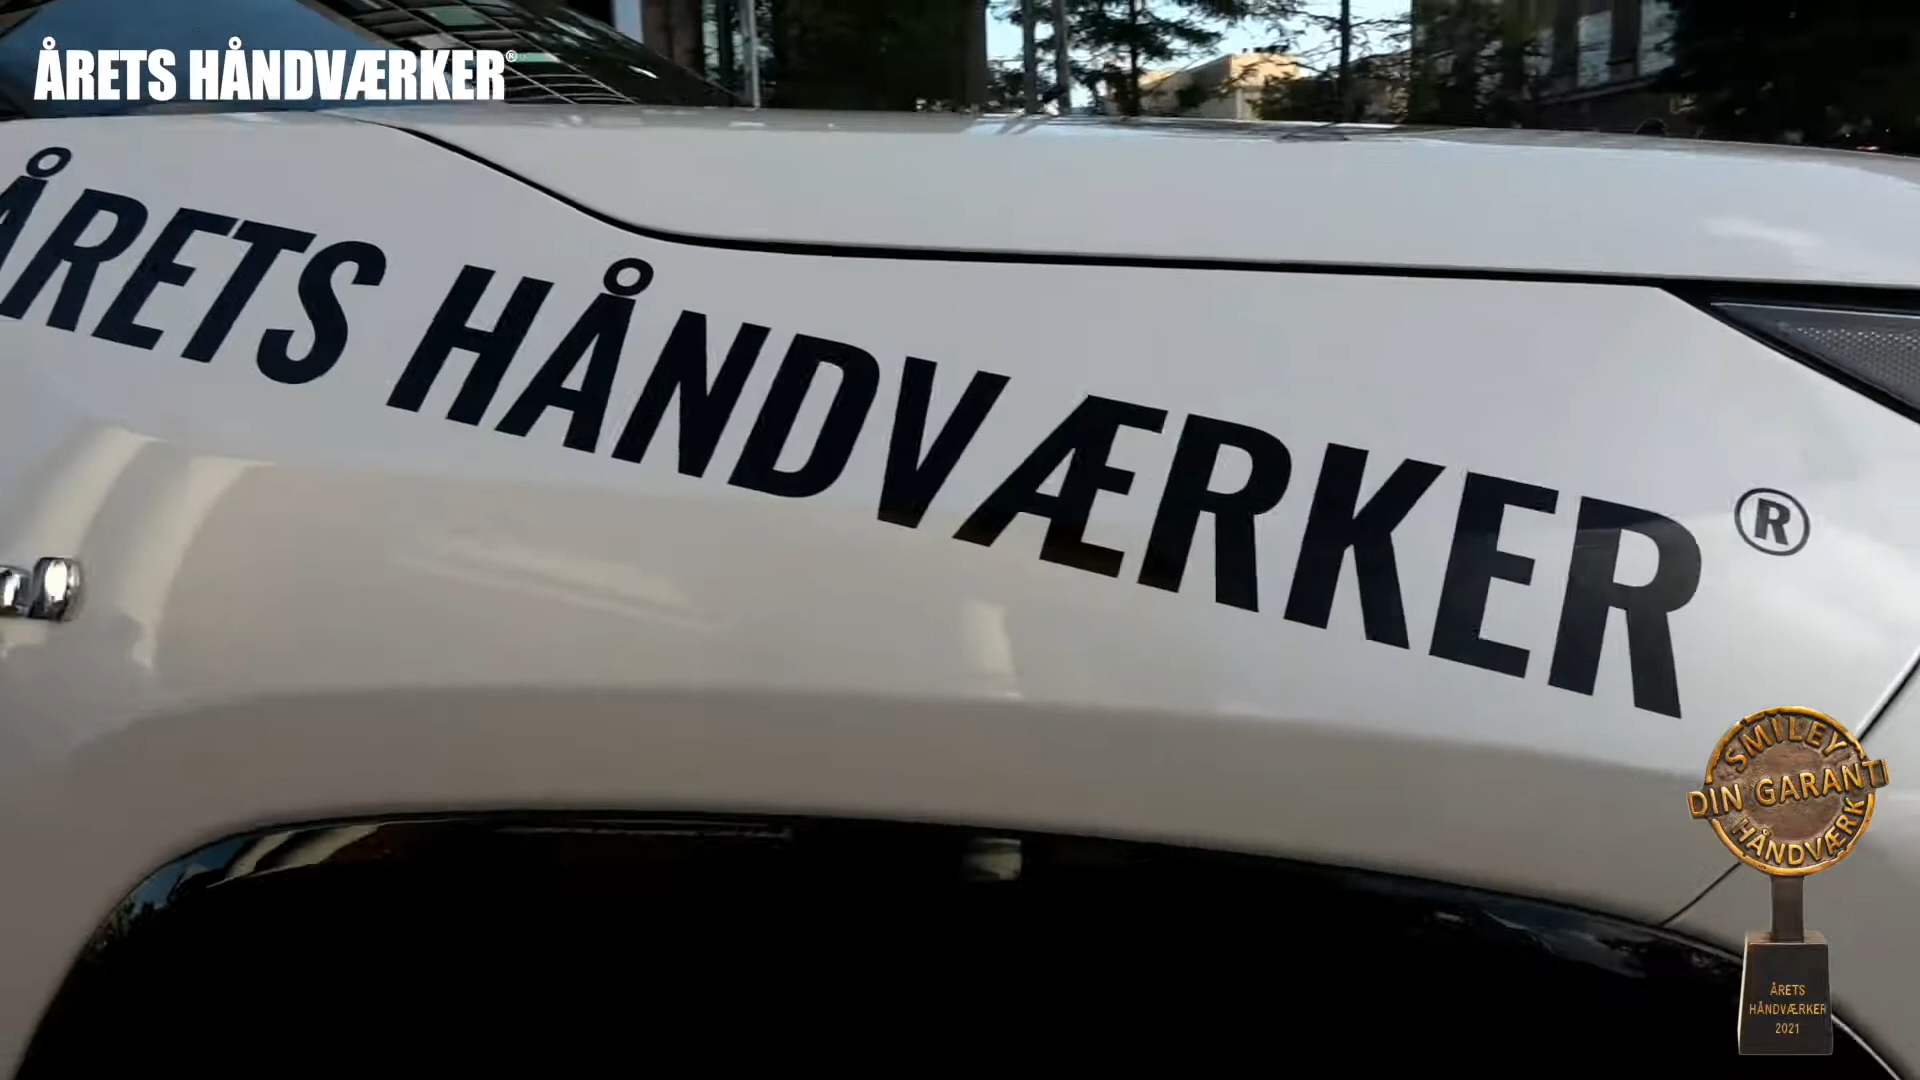 ÅRETS HÅNDVÆRKER®
ÅRETS HÅNDVÆRKER®
SMILEY
DIN GARANTI
HÅNDVÆRK
ÅRETS
HÅNDVÆRKER
2021